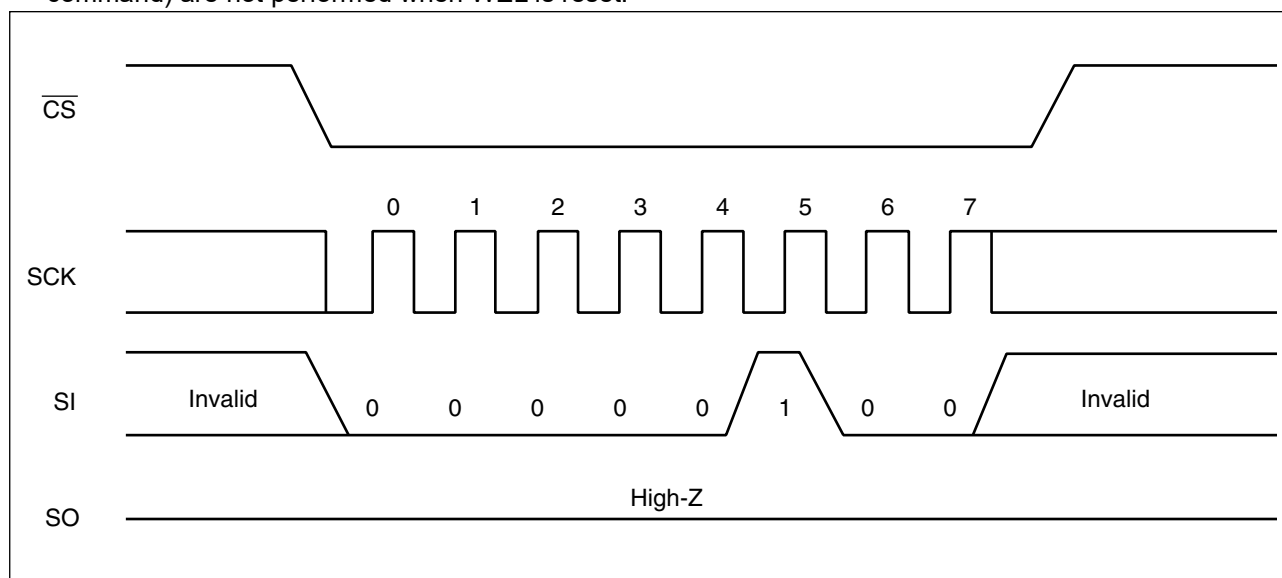 command) are not performed when WEL is reset.
CS
0 1 2 3 4 5 6 7
SCK
SI Invalid 0 0 0 0 0 1 0 0 Invalid
High-Z
SO